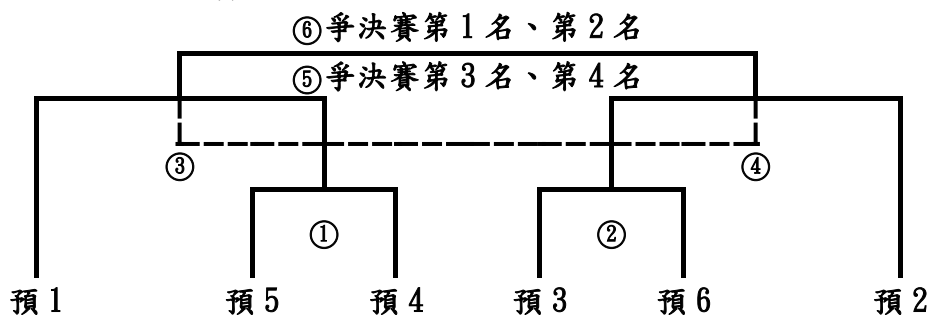 ⑥爭決賽第1名、第2名
⑤爭決賽第3名、第4名
③ ④
① ②
預1 預5 預4 預3 預6 預2